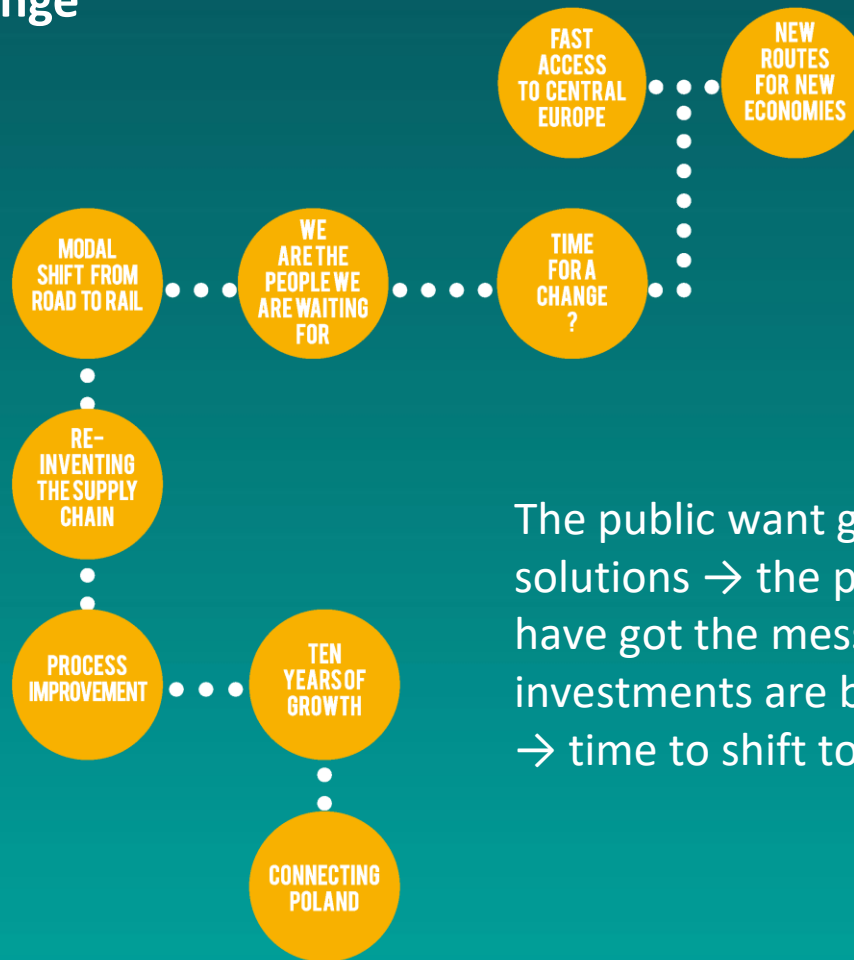 FAST
ACCESS
TO CENTRAL
EUROPE
NEW
ROUTES
FOR NEW
ECONOMIES
MODAL
SHIFT FROM
ROAD TO RAIL
WE
ARE THE
PEOPLE WE
ARE WAITING
FOR
TIME
FOR A
CHANGE
?
RE-
INVENTING
THE SUPPLY
CHAIN
PROCESS
IMPROVEMENT
TEN
YEARS OF
GROWTH
CONNECTING
POLAND
The public want
solutions → the
have got the
investments are
→ time to shift to